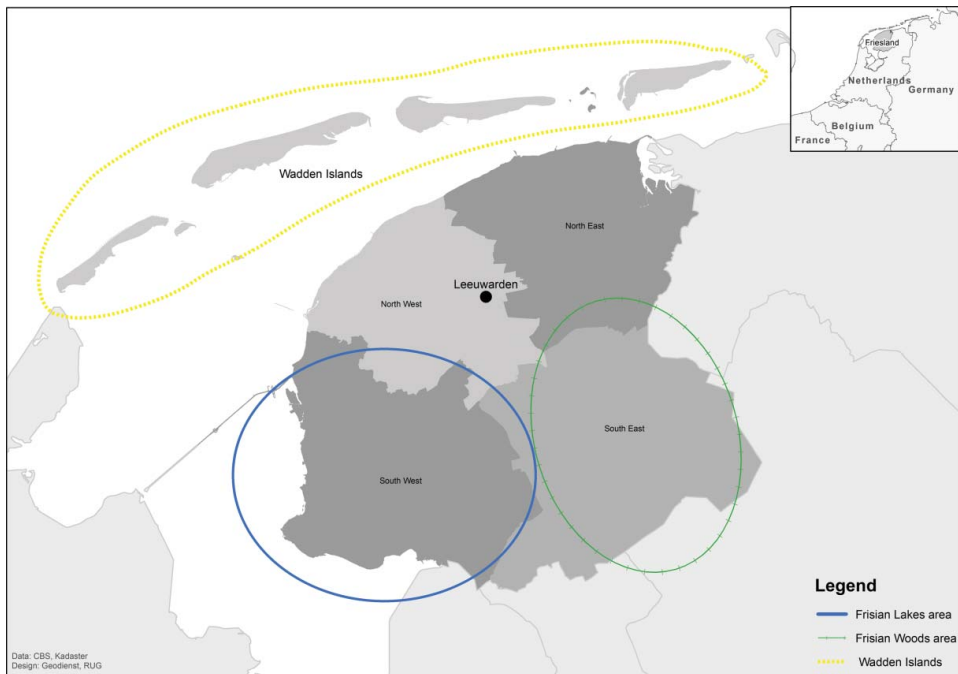 Friesland
Netherlands
Germany
Belgium
France
Wadden Islands
North East
Leeuwarden
North West
South East
South West
Legend
Frisian Lakes area
Frisian Woods area
Wadden Islands
Data: CBS, Kadaster
Design: Geodienst, RUG